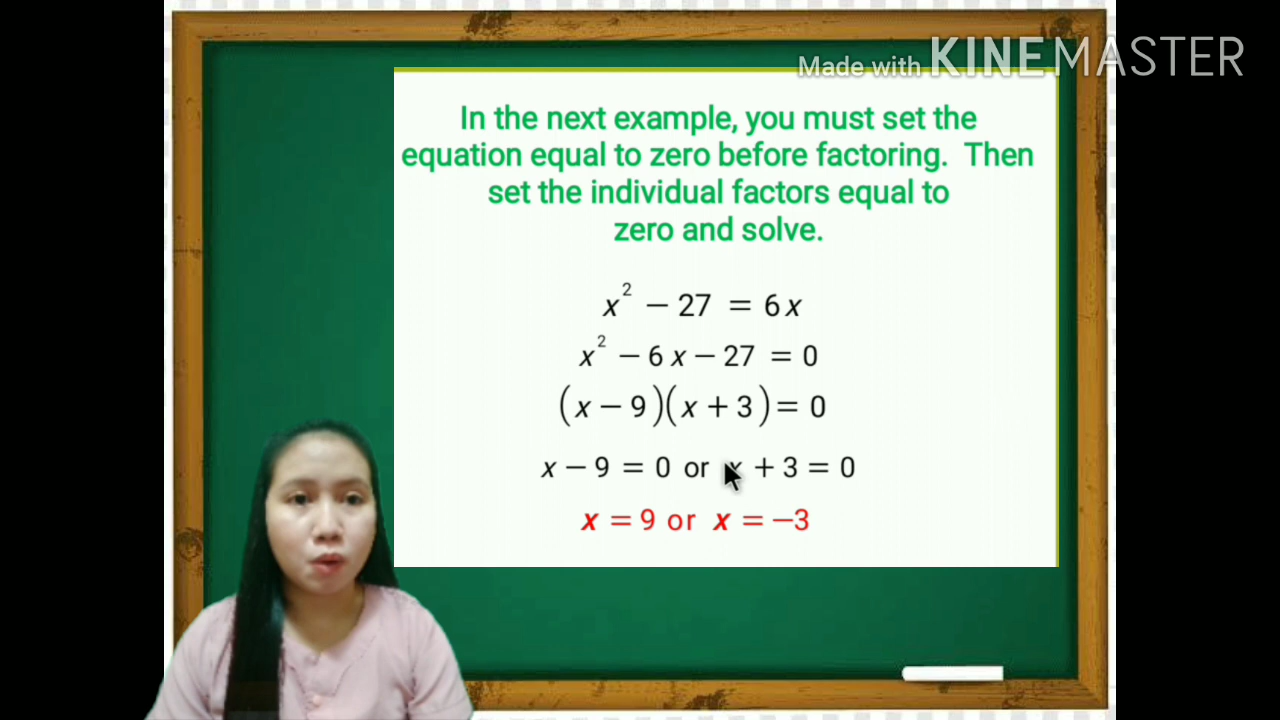 Made with KINEMASTER
In the next example, you must set the
equation equal to zero before factoring. Then
set the individual factors equal to
zero and solve.
x² − 27 = 6x
x² − 6x − 27 = 0
(x − 9)(x + 3) = 0
x − 9 = 0 or x + 3 = 0
x = 9 or x = −3